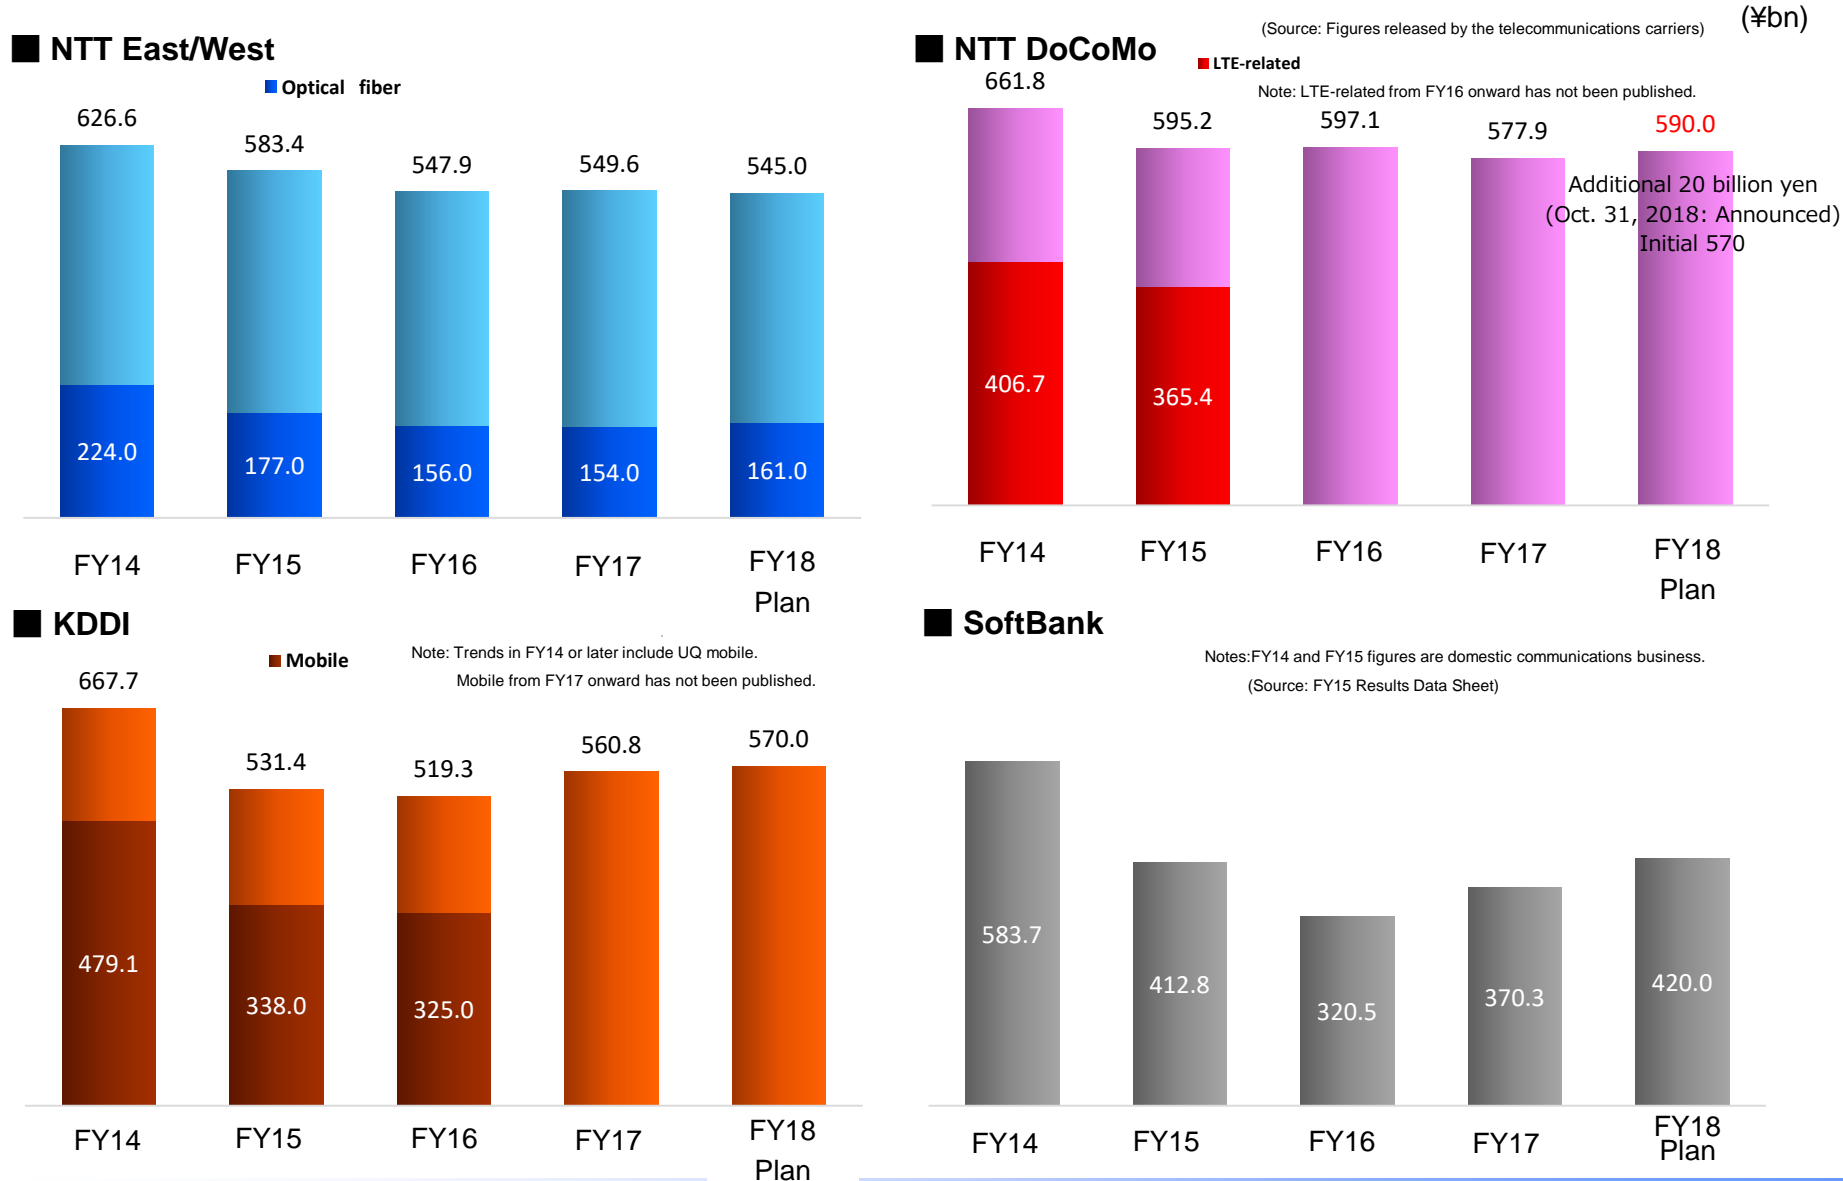 (¥bn)
(Source: Figures released by the telecommunications carriers)
■ NTT East/West
Optical fiber
626.6
583.4
547.9
549.6
545.0
224.0
177.0
156.0
154.0
161.0
FY14
FY15
FY16
FY17
FY18
Plan
■ NTT DoCoMo
LTE-related
Note: LTE-related from FY16 onward has not been published.
661.8
595.2
597.1
577.9
590.0
Additional 20 billion yen
(Oct. 31, 2018: Announced)
Initial 570
406.7
365.4
FY14
FY15
FY16
FY17
FY18
Plan
■ KDDI
Mobile
Note: Trends in FY14 or later include UQ mobile.
Mobile from FY17 onward has not been published.
667.7
531.4
519.3
560.8
570.0
479.1
338.0
325.0
FY14
FY15
FY16
FY17
FY18
Plan
■ SoftBank
Notes:FY14 and FY15 figures are domestic communications business.
(Source: FY15 Results Data Sheet)
583.7
412.8
320.5
370.3
420.0
FY14
FY15
FY16
FY17
FY18
Plan